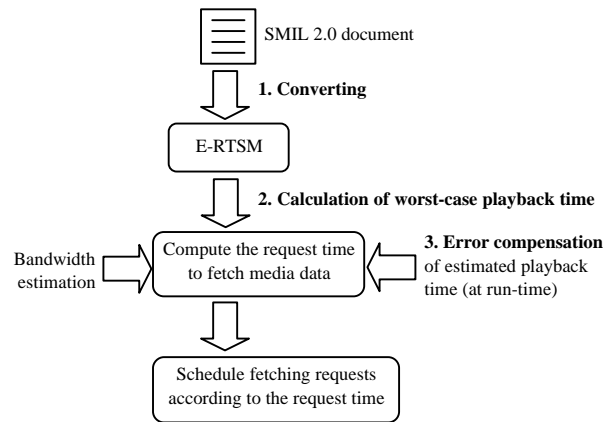 SMIL 2.0 document
1. Converting
E-RTSM
2. Calculation of worst-case playback time
Bandwidth
estimation
Compute the request time
to fetch media data
3. Error compensation
of estimated playback
time (at run-time)
Schedule fetching requests
according to the request time